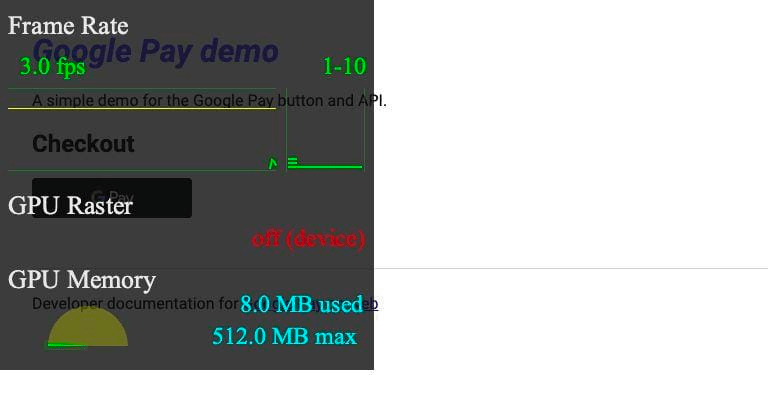 Frame Rate
Google Pay demo
3.0 fps
1-10
A simple demo for the Google Pay button and API.
Checkout
G Pay
GPU Raster
off (device)
GPU Memory
Developer documentation for
eb
8.0 MB used
512.0 MB max